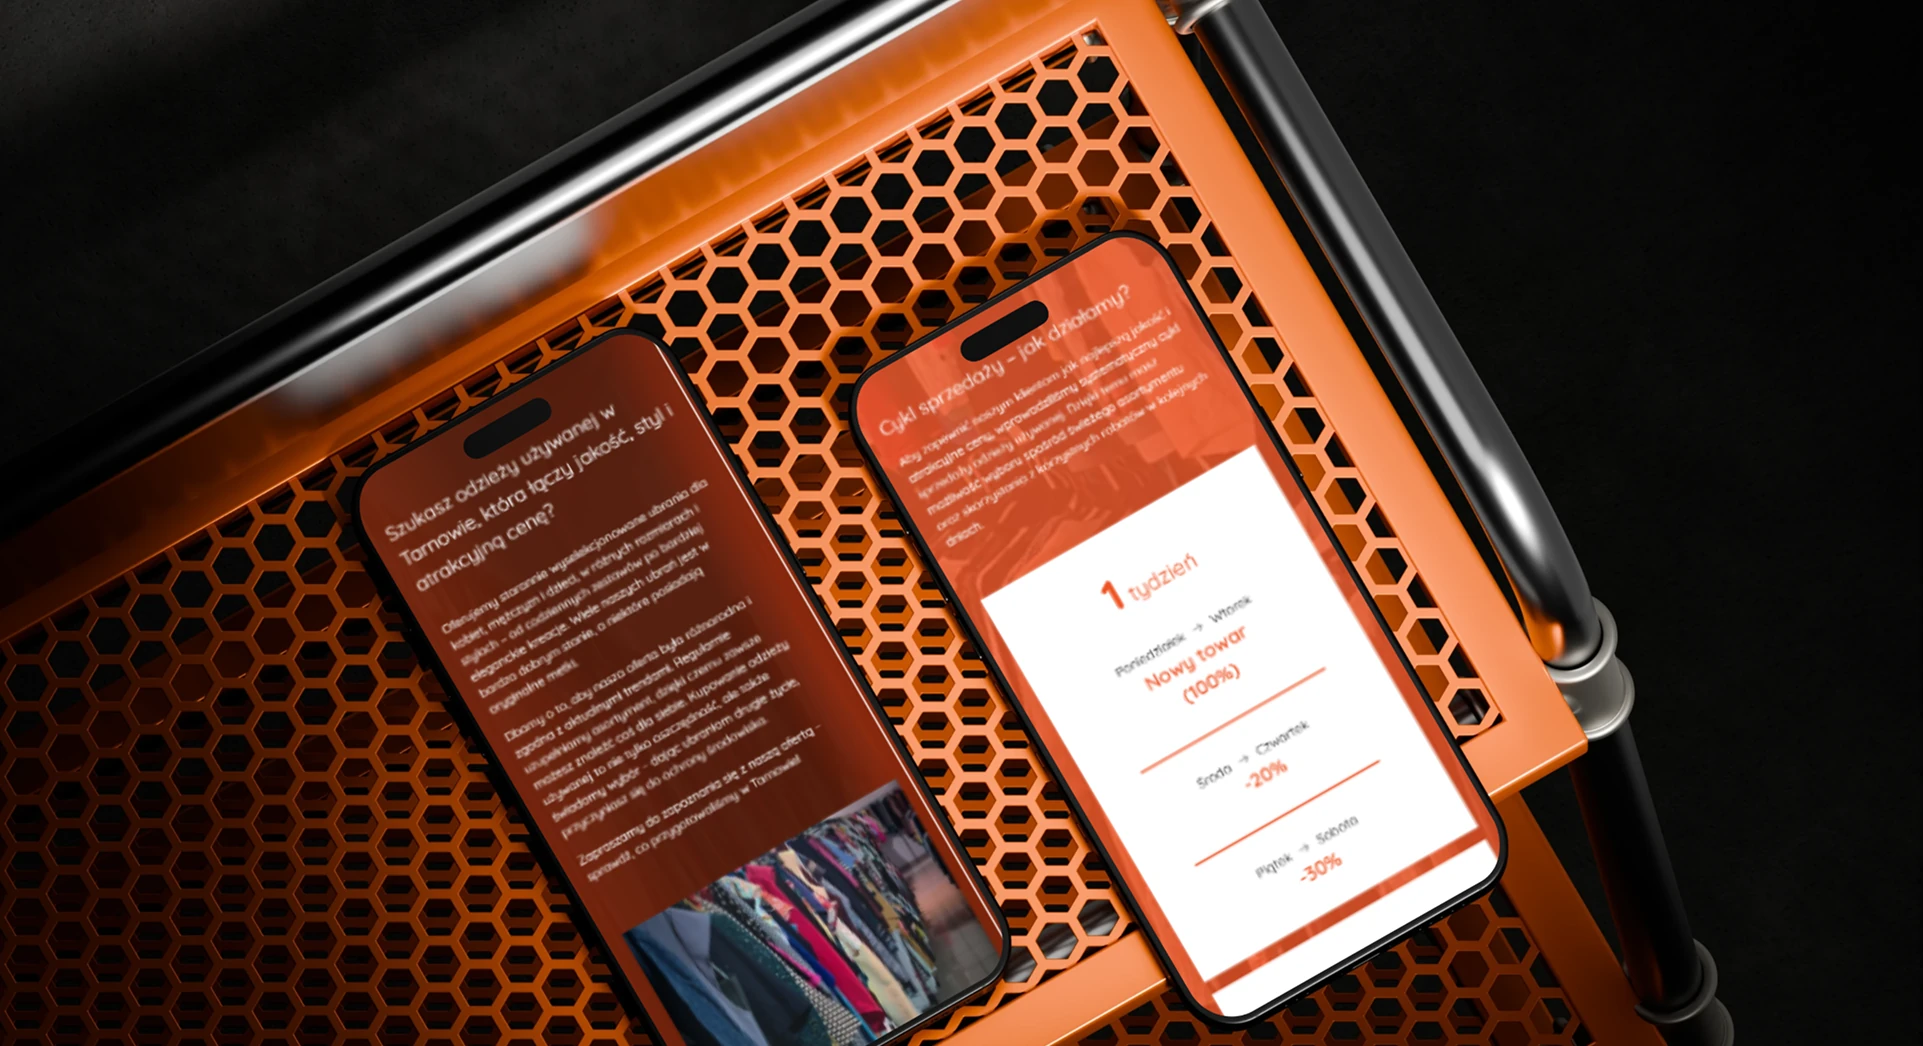 Szukasz odzieży używanej w
Tarnowie, która łączy jakość, styl i
atrakcyjną cenę?
Oferujemy starannie wyselekcjonowane ubrania dla
kobiet, mężczyzn i dzieci, w różnych rozmiarach i
stylach – od codziennych zestawów po bardziej
eleganckie kreacje. Wiele naszych ubrań jest w
bardzo dobrym stanie, a niektóre posiadają
oryginalne metki.
Dbamy o to, aby nasza oferta była różnorodna i
zgodna z aktualnymi trendami. Regularnie
uzupełniamy asortyment, dzięki czemu zawsze
możesz znaleźć coś dla siebie. Kupowanie odzieży
używanej to nie tylko oszczędność, ale także
świadomy wybór – dając ubraniom drugie życie,
przyczyniasz się do ochrony środowiska.
Zapraszamy do zapoznania się z naszą ofertą –
sprawdź, co przygotowaliśmy w Tarnowie!
Cykl sprzedaży – jak działamy?
Aby zapewnić naszym klientom jak najlepszą jakość i
atrakcyjne ceny, wprowadziliśmy systematyczny cykl
sprzedaży odzieży używanej. Dzięki temu masz
możliwość wyboru spośród świeżego asortymentu
oraz skorzystania z korzystnych rabatów w kolejnych
dniach.
1 tydzień
Poniedziałek → Wtorek
Nowy towar
(100%)
Środa → Czwartek
-20%
Piątek → Sobota
-30%